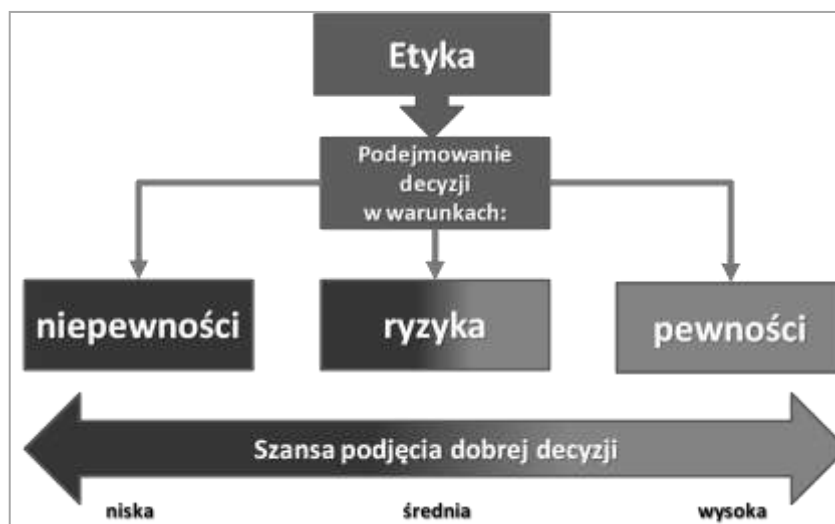 Etyka
Podejmowanie
decyzji
w warunkach:
niepewności
ryzyka
pewności
Szansa podjęcia dobrej decyzji
niska
średnia
wysoka